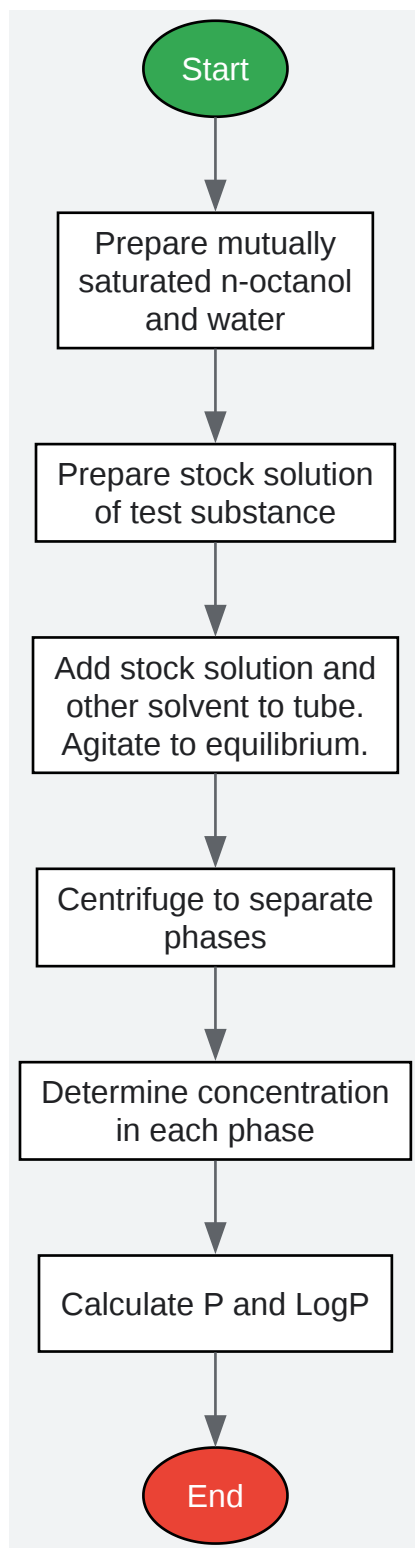 Start
Prepare mutually
saturated n-octanol
and water
Prepare stock solution
of test substance
Add stock solution and
other solvent to tube.
Agitate to equilibrium.
Centrifuge to separate
phases
Determine concentration
in each phase
Calculate P and LogP
End